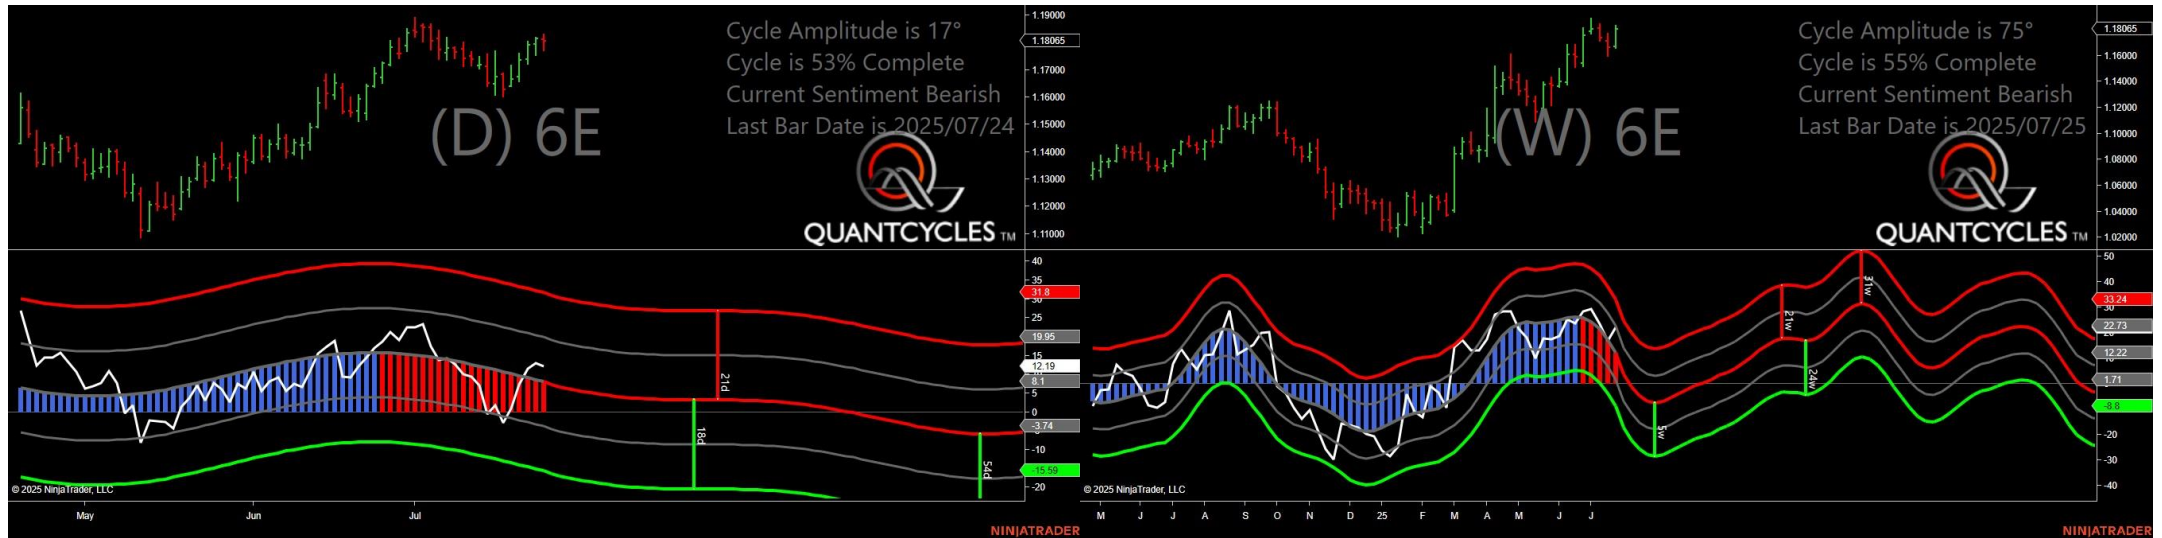 Cycle Amplitude is 17°
Cycle is 53% Complete
Current Sentiment Bearish
Last Bar Date is 2025/07/24
(D) 6E
QUANTCYCLES TM
1.19000
1.18065
1.17000
1.16000
1.15000
1.14000
1.13000
1.12000
1.11000
40
35
31.8
30
25
19.95
15
12.19
8.1
5
0
-3.74
-10
-15.59
-20
21d
18d
54d
© 2025 NinjaTrader, LLC
May Jun Jul
NINJATRADER
Cycle Amplitude is 75°
Cycle is 55% Complete
Current Sentiment Bearish
Last Bar Date is 2025/07/25
(W) 6E
QUANTCYCLES TM
1.18065
1.16000
1.14000
1.12000
1.10000
1.08000
1.06000
1.04000
1.02000
50
40
33.24
30
22.73
12.22
1.71
-8.8
-20
-30
-40
31w
21w
24w
5w
© 2025 NinjaTrader, LLC
M J J A S O N D 25 F M A M J J
NINJATRADER